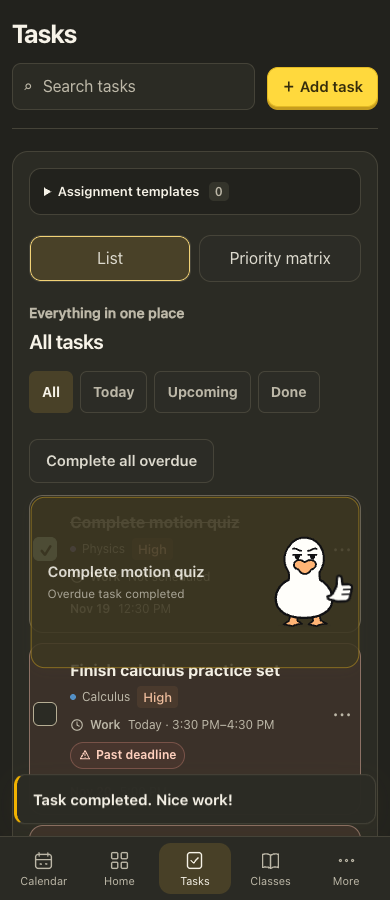 Tasks
Search tasks
+ Add task
Assignment templates 0
List
Priority matrix
Everything in one place
All tasks
All
Today
Upcoming
Done
Complete all overdue
Complete motion quiz
Physics High
Complete motion quiz
Overdue task completed
Nov 19 12:30 PM
Finish calculus practice set
Calculus High
Work Today · 3:30 PM–4:30 PM
Past deadline
Task completed. Nice work!
Calendar
Home
Tasks
Classes
More